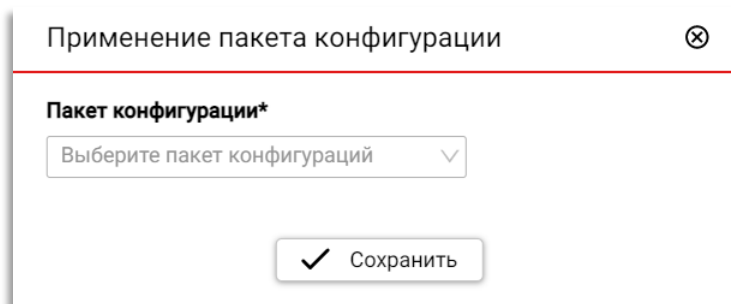 Применение пакета конфигурации
Пакет конфигурации*
Выберите пакет конфигураций
Сохранить